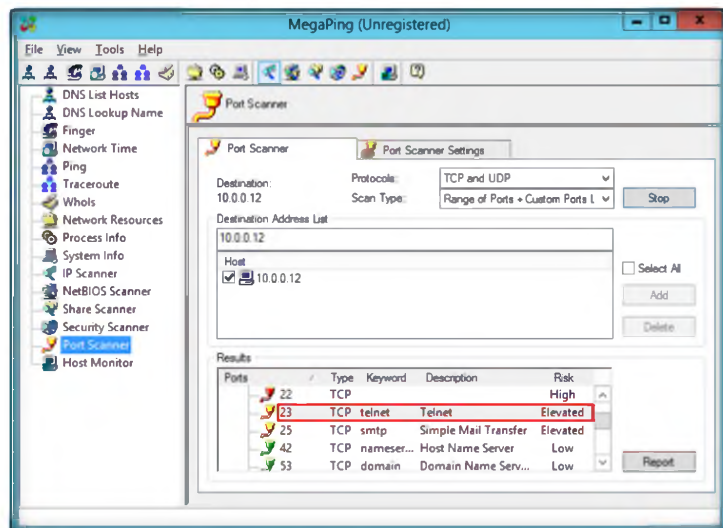 MegaPing (Unregistered)
File View Tools Help
DNS List Hosts
DNS Lookup Name
Finger
Network Time
Ping
Traceroute
Whois
Network Resources
Process Info
System Info
IP Scanner
NetBIOS Scanner
Share Scanner
Security Scanner
Port Scanner
Host Monitor
Port Scanner
Port Scanner Port Scanner Settings
Destination: Protocols: TCP and UDP
10.0.0.12 Scan Type: Range of Ports + Custom Ports L Stop
Destination Address List
10.0.0.12
Host
10.0.0.12
Select All
Add
Delete
Results
Ports Type Keyword Description Risk
22 TCP High
23 TCP telnet Telnet Elevated
25 TCP smtp Simple Mail Transfer Elevated
42 TCP nameser... Host Name Server Low
53 TCP domain Domain Name Serv... Low
Report